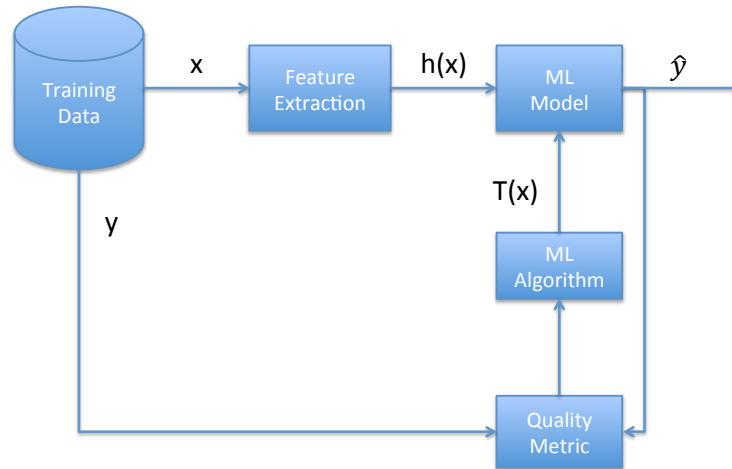 x
h(x)
ŷ
Training
Data
Feature
Extraction
ML
Model
T(x)
y
ML
Algorithm
Quality
Metric